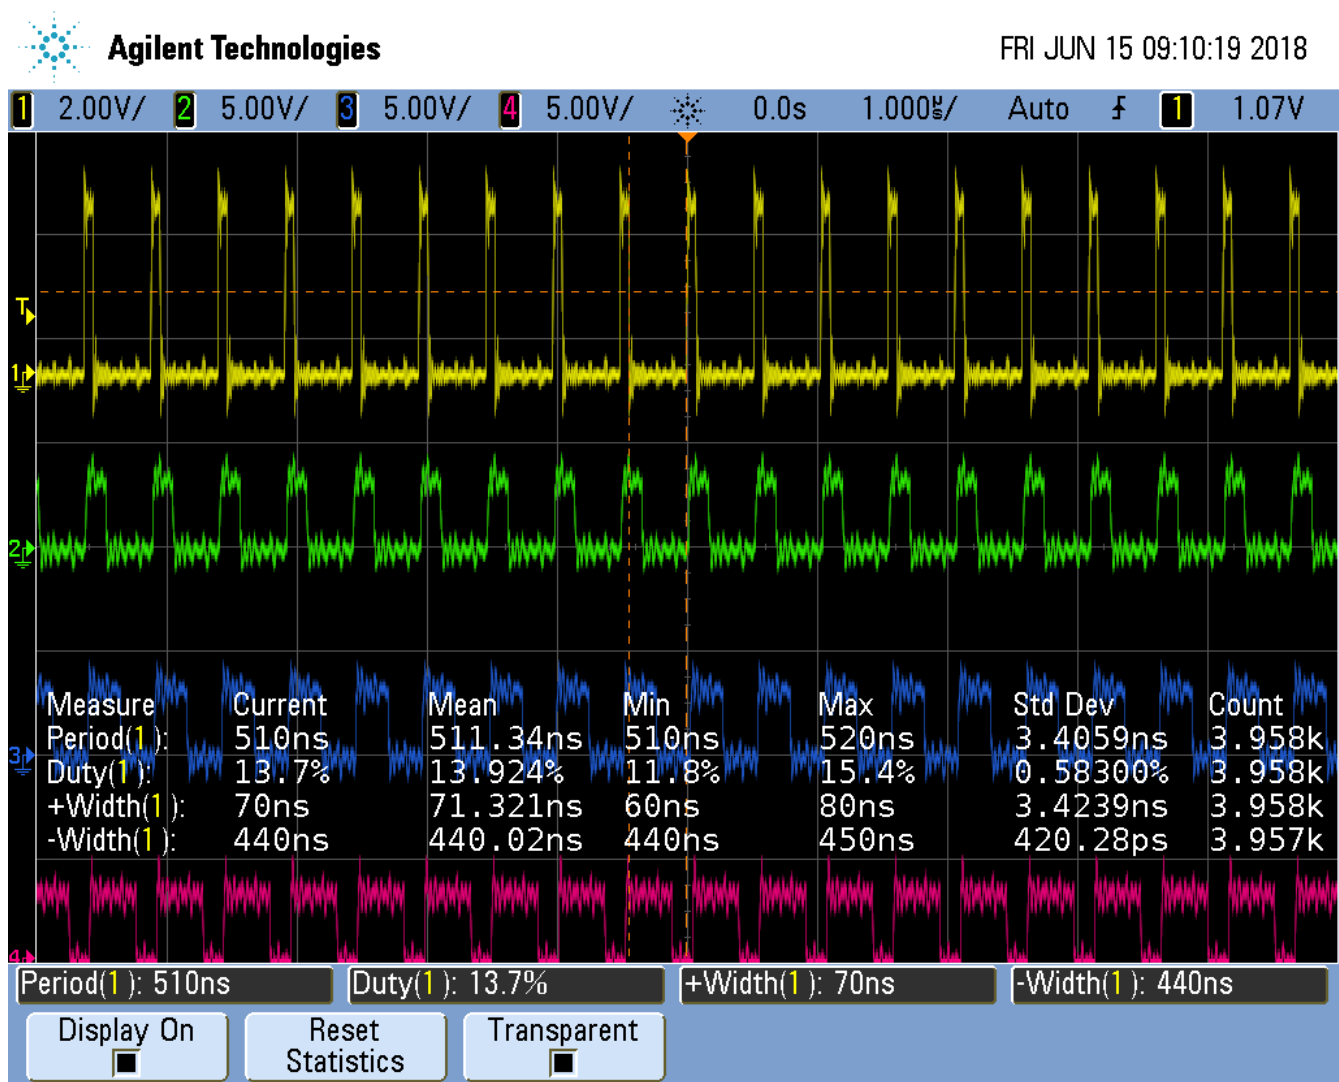 Agilent Technologies
FRI JUN 15 09:10:19 2018
1 2.00V/ 2 5.00V/ 3 5.00V/ 4 5.00V/ 0.0s 1.000µs/ Auto 1 1.07V
T
1
2
3
4
Measure Current Mean Min Max Std Dev Count
Period(1): 510ns 511.34ns 510ns 520ns 3.4059ns 3.958k
Duty(1): 13.7% 13.924% 11.8% 15.4% 0.58300% 3.958k
+Width(1): 70ns 71.321ns 60ns 80ns 3.4239ns 3.958k
-Width(1): 440ns 440.02ns 440ns 450ns 420.28ps 3.957k
Period(1): 510ns Duty(1): 13.7% +Width(1): 70ns -Width(1): 440ns
Display On Reset Statistics Transparent